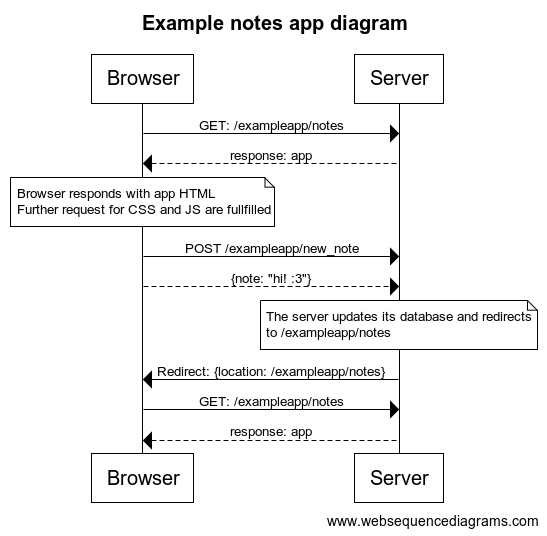 Example notes app diagram
Browser
Server
GET: /exampleapp/notes
response: app
Browser responds with app HTML
Further request for CSS and JS are fullfilled
POST /exampleapp/new_note
{note: "hi! :3"}
The server updates its database and redirects
to /exampleapp/notes
Redirect: {location: /exampleapp/notes}
GET: /exampleapp/notes
response: app
Browser
Server
www.websequencediagrams.com